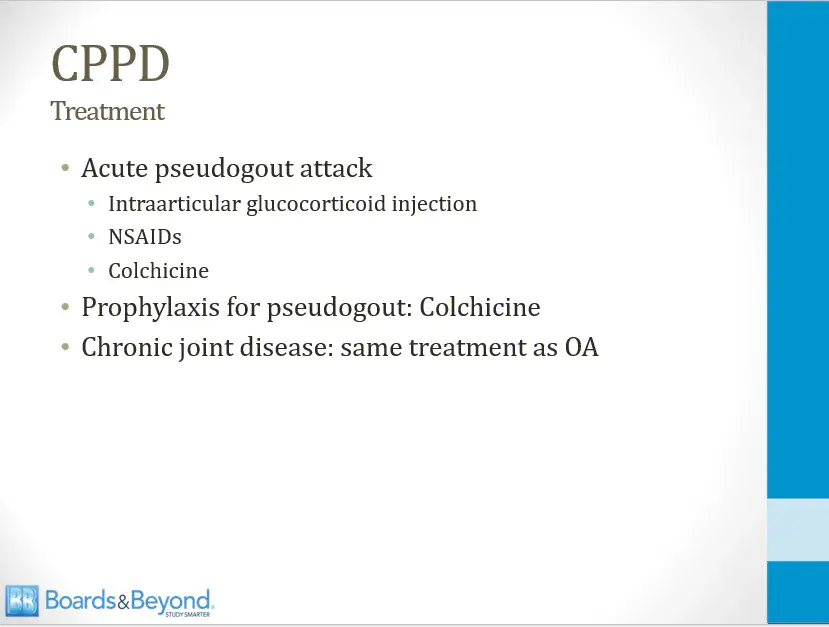 CPPD
Treatment
• Acute pseudogout attack
• Intraarticular glucocorticoid injection
• NSAIDs
• Colchicine
• Prophylaxis for pseudogout: Colchicine
• Chronic joint disease: same treatment as OA
BB Boards&Beyond.
STUDY SMARTER